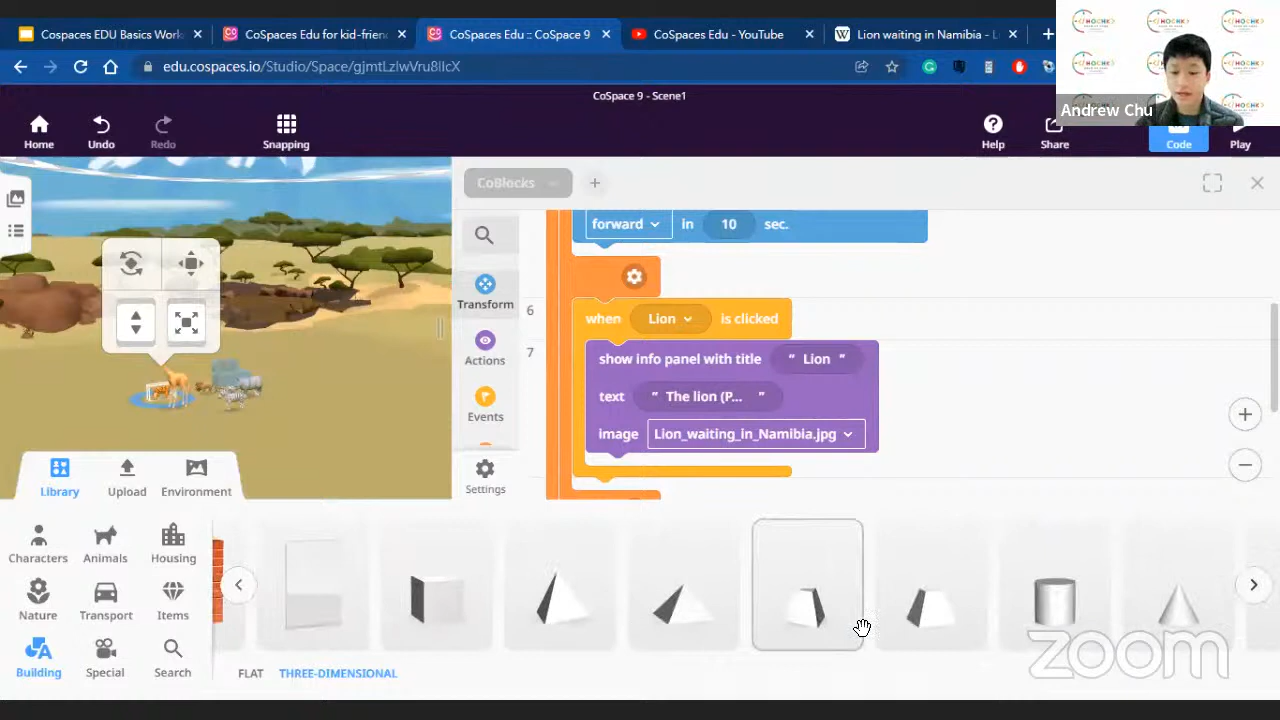 Cospaces EDU Basics Work
CoSpaces Edu for kid-frien
Cospaces Edu :: CoSpace 9
CoSpaces Edu - YouTube
Lion waiting in Namibia - L
edu.cospaces.io/Studio/Space/gjmtLzlwVru8lIcX
CoSpace 9 - Scene1
Andrew Chu
Home
Undo
Redo
Snapping
Help
Share
Code
Play
CoBlocks
forward in 10 sec.
Transform
Actions
Events
Settings
6
when Lion is clicked
7
show info panel with title " Lion "
text " The lion (P... "
image Lion_waiting_in_Namibia.jpg
Library
Upload
Environment
Characters
Animals
Housing
Nature
Transport
Items
Building
Special
Search
FLAT
THREE-DIMENSIONAL
zoom